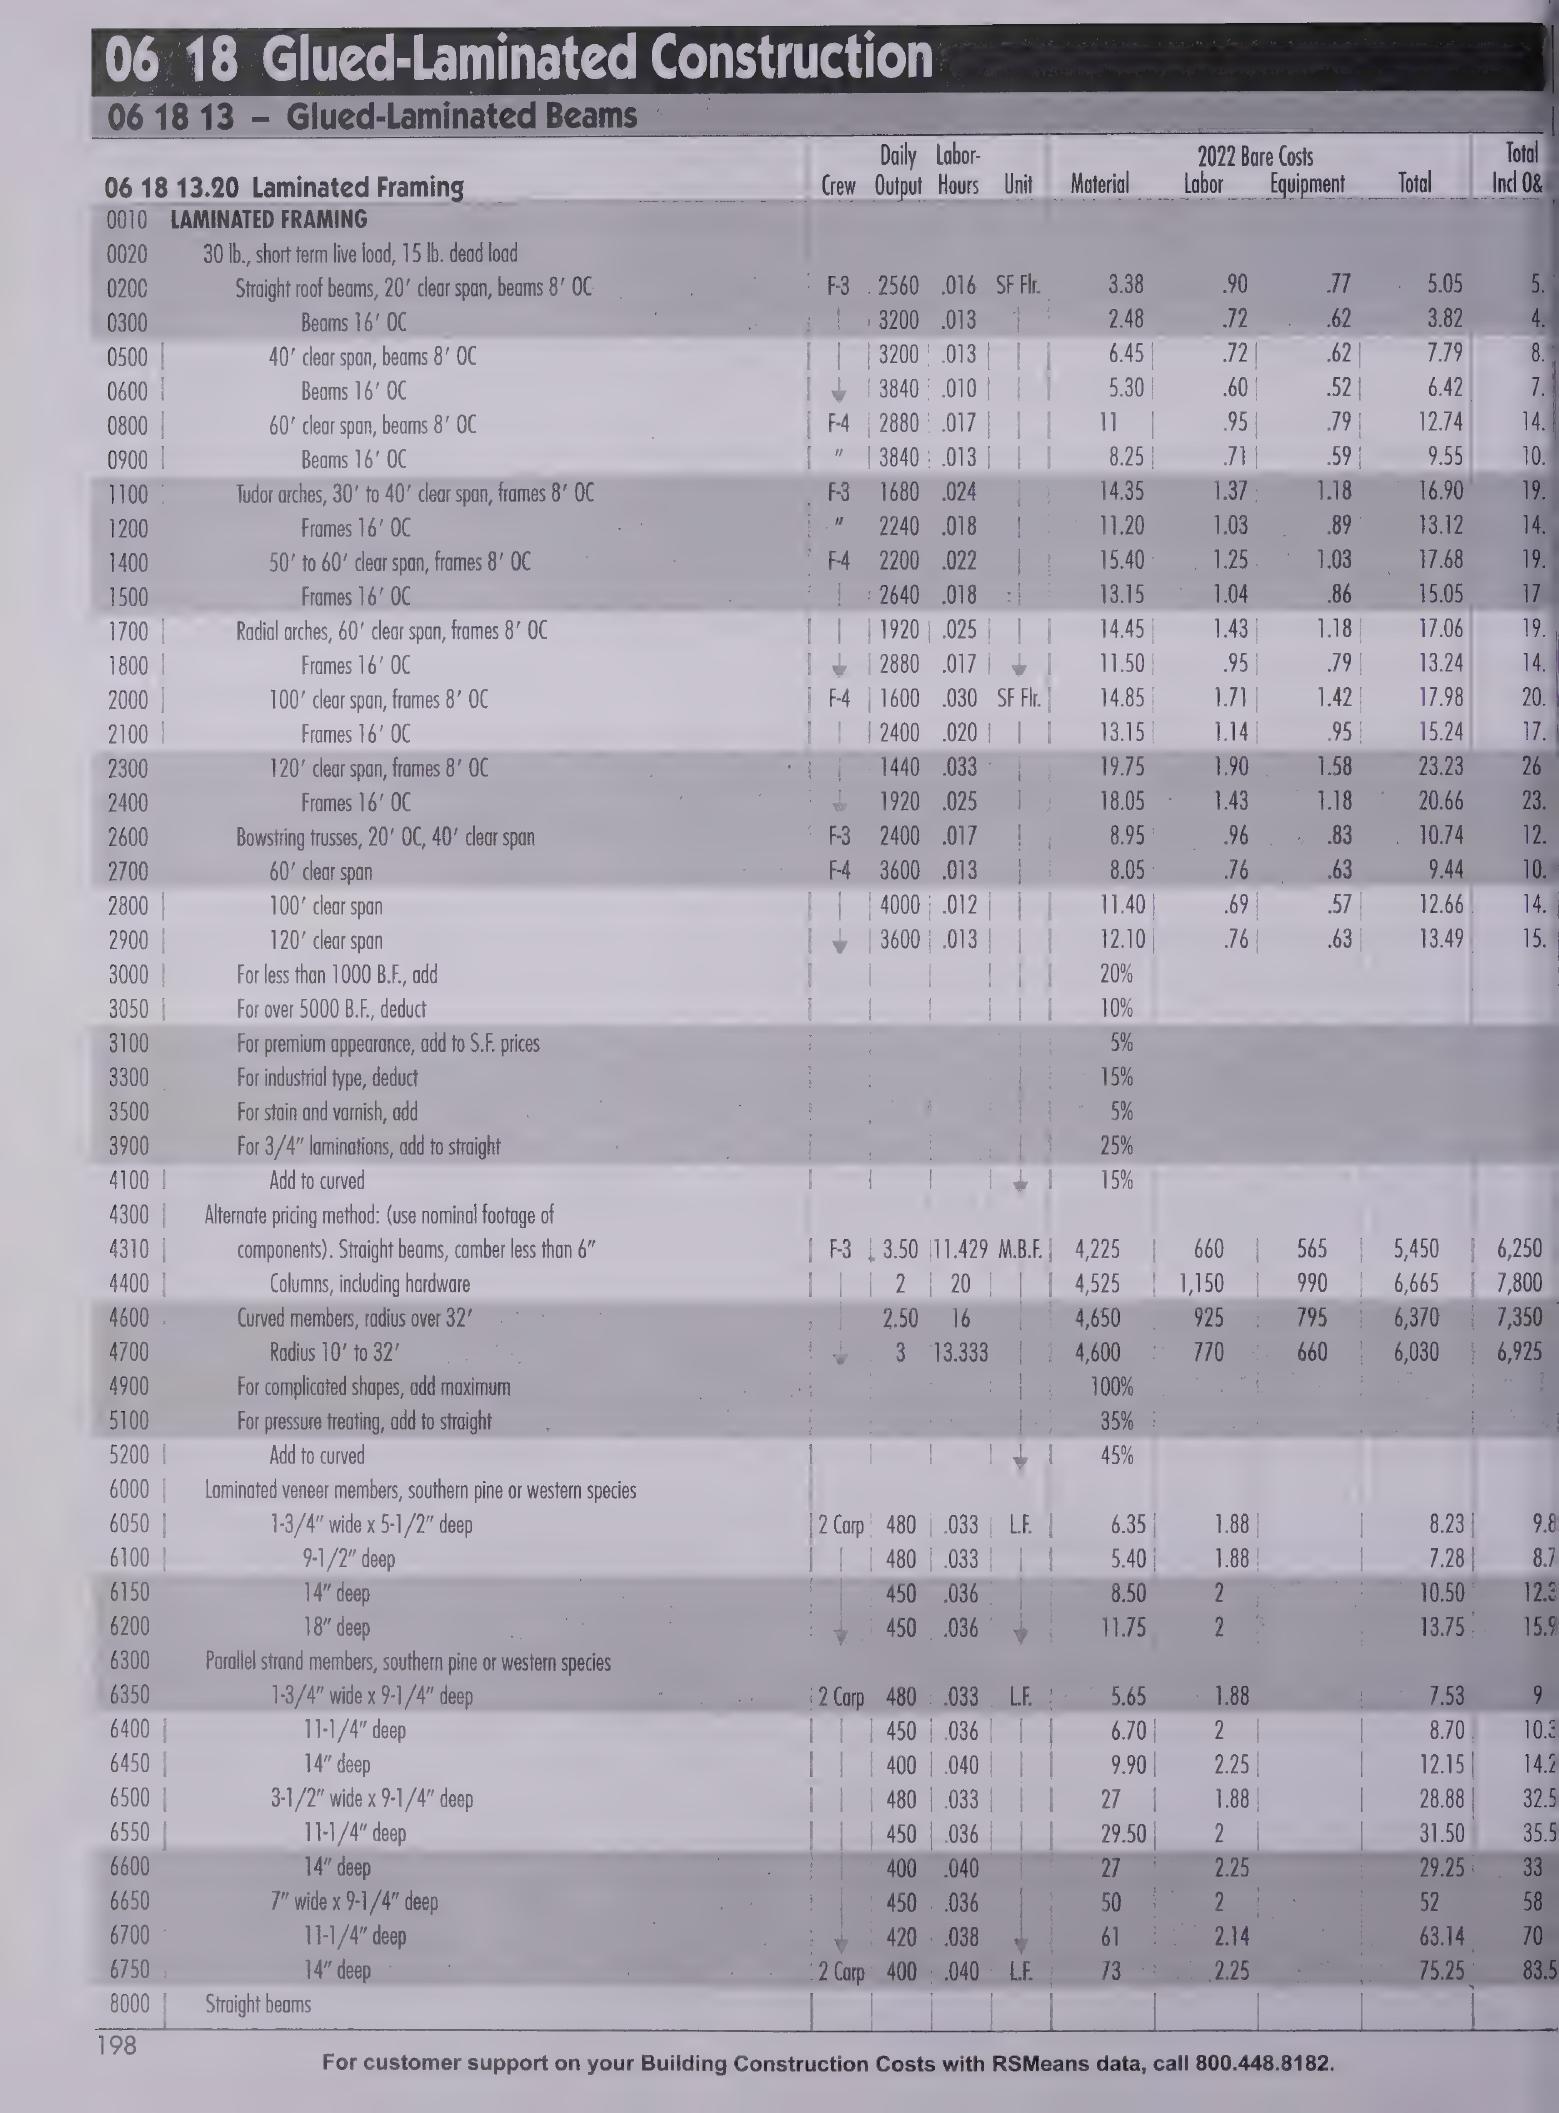 06 18 Glued-Laminated Construction
06 18 13 – Glued-Laminated Beams
Daily Labor- 2022 Bare Costs Total
06 18 13.20 Laminated Framing Crew Output Hours Unit Material Labor Equipment Total Incl O&
0010 LAMINATED FRAMING
0020 30 lb., short term live load, 15 lb. dead load
0200 Straight roof beams, 20' clear span, beams 8' OC F-3 2560 .016 SF Flr. 3.38 .90 .77 5.05 5.
0300 Beams 16' OC 3200 .013 2.48 .72 .62 3.82 4.
0500 40' clear span, beams 8' OC 3200 .013 6.45 .72 .62 7.79 8.
0600 Beams 16' OC 3840 .010 5.30 .60 .52 6.42 7.
0800 60' clear span, beams 8' OC F-4 2880 .017 11 .95 .79 12.74 14.
0900 Beams 16' OC " 3840 .013 8.25 .71 .59 9.55 10.
1100 Tudor arches, 30' to 40' clear span, frames 8' OC F-3 1680 .024 14.35 1.37 1.18 16.90 19.
1200 Frames 16' OC " 2240 .018 11.20 1.03 .89 13.12 14.
1400 50' to 60' clear span, frames 8' OC F-4 2200 .022 15.40 1.25 1.03 17.68 19.
1500 Frames 16' OC 2640 .018 13.15 1.04 .86 15.05 17
1700 Radial arches, 60' clear span, frames 8' OC 1920 .025 14.45 1.43 1.18 17.06 19.
1800 Frames 16' OC 2880 .017 11.50 .95 .79 13.24 14.
2000 100' clear span, frames 8' OC F-4 1600 .030 SF Flr. 14.85 1.71 1.42 17.98 20.
2100 Frames 16' OC 2400 .020 13.15 1.14 .95 15.24 17.
2300 120' clear span, frames 8' OC 1440 .033 19.75 1.90 1.58 23.23 26
2400 Frames 16' OC 1920 .025 18.05 1.43 1.18 20.66 23.
2600 Bowstring trusses, 20' OC, 40' clear span F-3 2400 .017 8.95 .96 .83 10.74 12.
2700 60' clear span F-4 3600 .013 8.05 .76 .63 9.44 10.
2800 100' clear span 4000 .012 11.40 .69 .57 12.66 14.
2900 120' clear span 3600 .013 12.10 .76 .63 13.49 15.
3000 For less than 1000 B.F., add 20%
3050 For over 5000 B.F., deduct 10%
3100 For premium appearance, add to S.F. prices 5%
3300 For industrial type, deduct 15%
3500 For stain and varnish, add 5%
3900 For 3/4" laminations, add to straight 25%
4100 Add to curved 15%
4300 Alternate pricing method: (use nominal footage of
4310 components). Straight beams, camber less than 6" F-3 3.50 11.429 M.B.F. 4,225 660 565 5,450 6,250
4400 Columns, including hardware 2 20 4,525 1,150 990 6,665 7,800
4600 Curved members, radius over 32' 2.50 16 4,650 925 795 6,370 7,350
4700 Radius 10' to 32' 3 13.333 4,600 770 660 6,030 6,925
4900 For complicated shapes, add maximum 100%
5100 For pressure treating, add to straight 35%
5200 Add to curved 45%
6000 Laminated veneer members, southern pine or western species
6050 1-3/4" wide x 5-1/2" deep 2 Carp 480 .033 L.F. 6.35 1.88 8.23 9.8
6100 9-1/2" deep 480 .033 5.40 1.88 7.28 8.7
6150 14" deep 450 .036 8.50 2 10.50 12.3
6200 18" deep 450 .036 11.75 2 13.75 15.9
6300 Parallel strand members, southern pine or western species
6350 1-3/4" wide x 9-1/4" deep 2 Carp 480 .033 L.F. 5.65 1.88 7.53 9
6400 11-1/4" deep 450 .036 6.70 2 8.70 10.3
6450 14" deep 400 .040 9.90 2.25 12.15 14.2
6500 3-1/2" wide x 9-1/4" deep 480 .033 27 1.88 28.88 32.5
6550 11-1/4" deep 450 .036 29.50 2 31.50 35.5
6600 14" deep 400 .040 27 2.25 29.25 33
6650 7" wide x 9-1/4" deep 450 .036 50 2 52 58
6700 11-1/4" deep 420 .038 61 2.14 63.14 70
6750 14" deep 2 Carp 400 .040 L.F. 73 2.25 75.25 83.5
8000 Straight beams
198
For customer support on your Building Construction Costs with RSMeans data, call 800.448.8182.